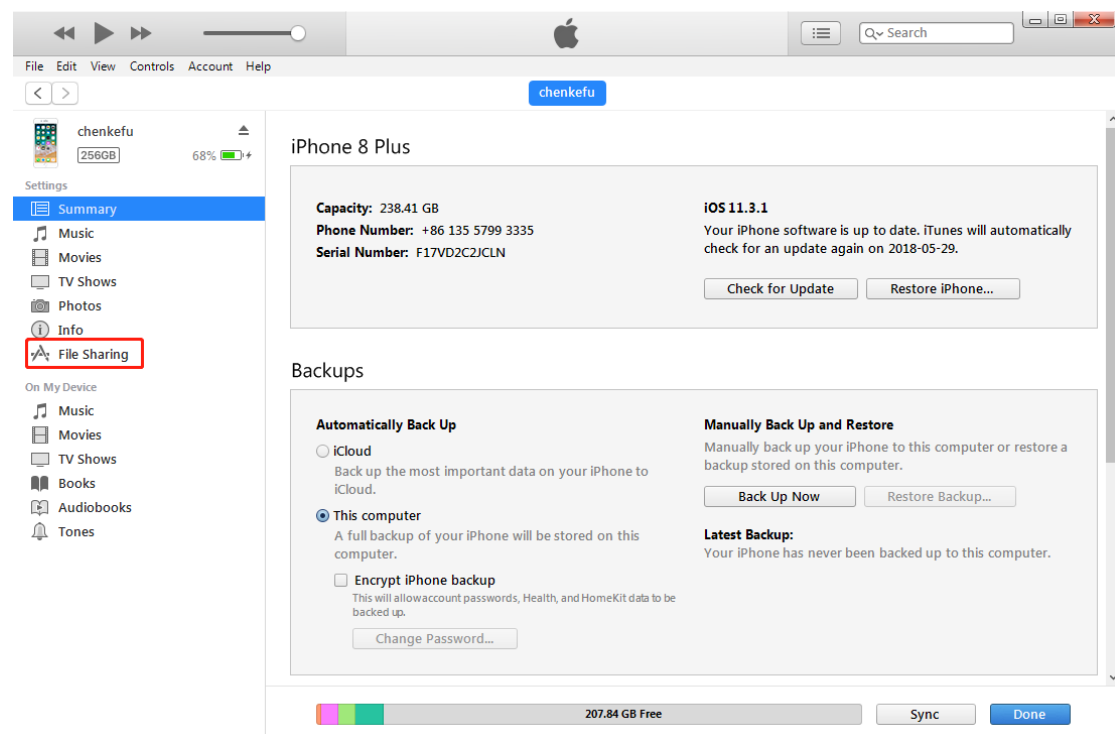 Search
File Edit View Controls Account Help
chenkefu
chenkefu
256GB
68%
Settings
Summary
Music
Movies
TV Shows
Photos
Info
File Sharing
On My Device
Music
Movies
TV Shows
Books
Audiobooks
Tones
iPhone 8 Plus
Capacity: 238.41 GB
Phone Number: +86 135 5799 3335
Serial Number: F17VD2C2JCLN
iOS 11.3.1
Your iPhone software is up to date. iTunes will automatically
check for an update again on 2018-05-29.
Check for Update
Restore iPhone...
Backups
Automatically Back Up
iCloud
Back up the most important data on your iPhone to
iCloud.
This computer
A full backup of your iPhone will be stored on this
computer.
Encrypt iPhone backup
This will allowaccount passwords, Health, and HomeKit data to be
backed up.
Change Password...
Manually Back Up and Restore
Manually back up your iPhone to this computer or restore a
backup stored on this computer.
Back Up Now
Restore Backup...
Latest Backup:
Your iPhone has never been backed up to this computer.
207.84 GB Free
Sync
Done